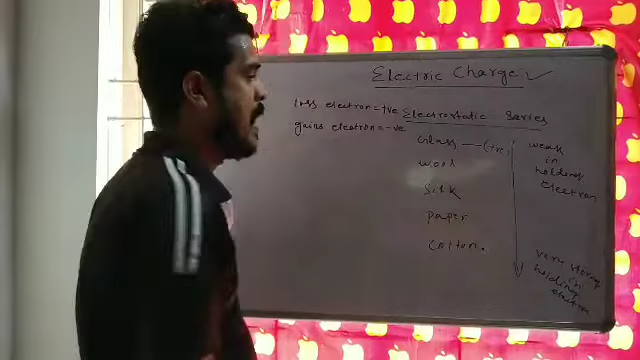 Electric Charge ✓
loss electron = +ve
gains electron = -ve
Electrostatic Series
Glass — (+ve)
wool
Silk
paper
Cotton.
weak
in
holding
electron
very strong
in
holding
electron